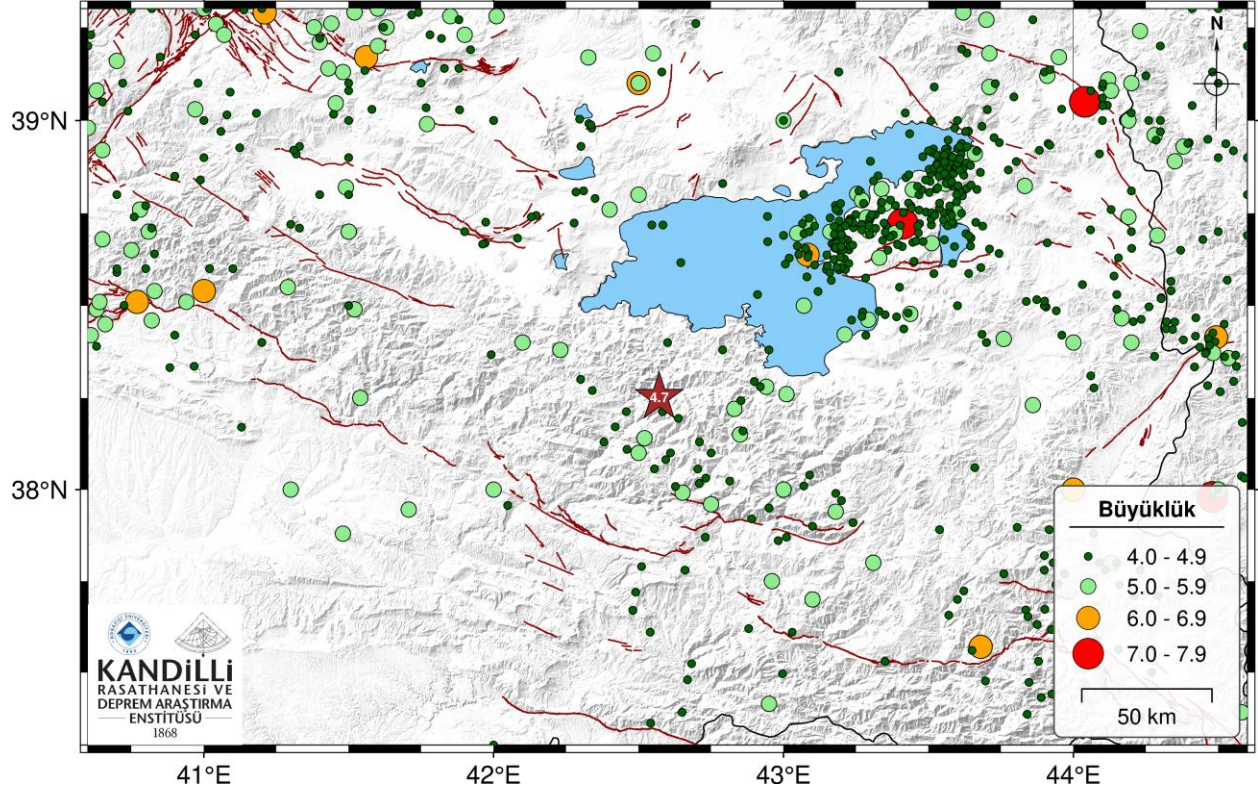 N
39°N
38°N
4.7
41°E
42°E
43°E
44°E
Büyüklük
4.0 - 4.9
5.0 - 5.9
6.0 - 6.9
7.0 - 7.9
50 km
KANDiLLi
RASATHANESi VE
DEPREM ARAŞTIRMA
ENSTİTÜSÜ
1868